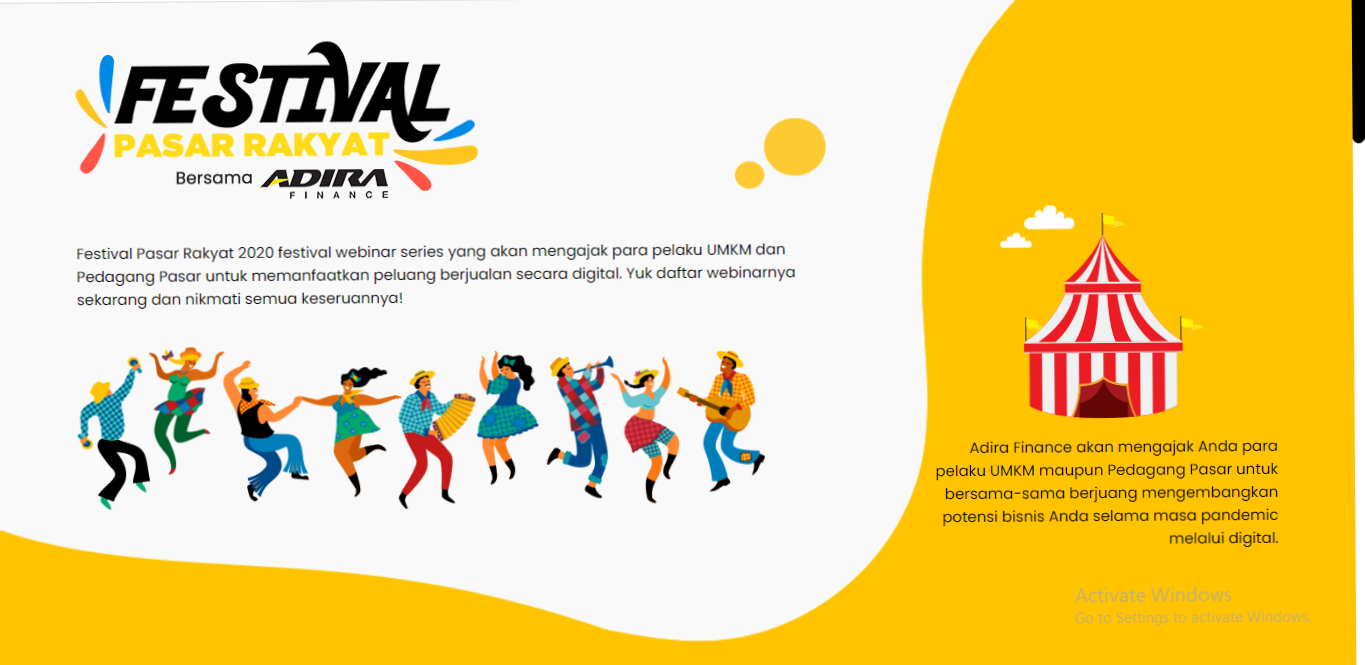 FESTIVAL
PASAR RAKYAT
Bersama ADIRA
FINANCE
Festival Pasar Rakyat 2020 festival webinar series yang akan mengajak para pelaku UMKM dan
Pedagang Pasar untuk memanfaatkan peluang berjualan secara digital. Yuk daftar webinarnya
sekarang dan nikmati semua keseruannya!
Adira Finance akan mengajak Anda para
pelaku UMKM maupun Pedagang Pasar untuk
bersama-sama berjuang mengembangkan
potensi bisnis Anda selama masa pandemic
melalui digital.
Activate Windows
Go to Settings to activate Windows.